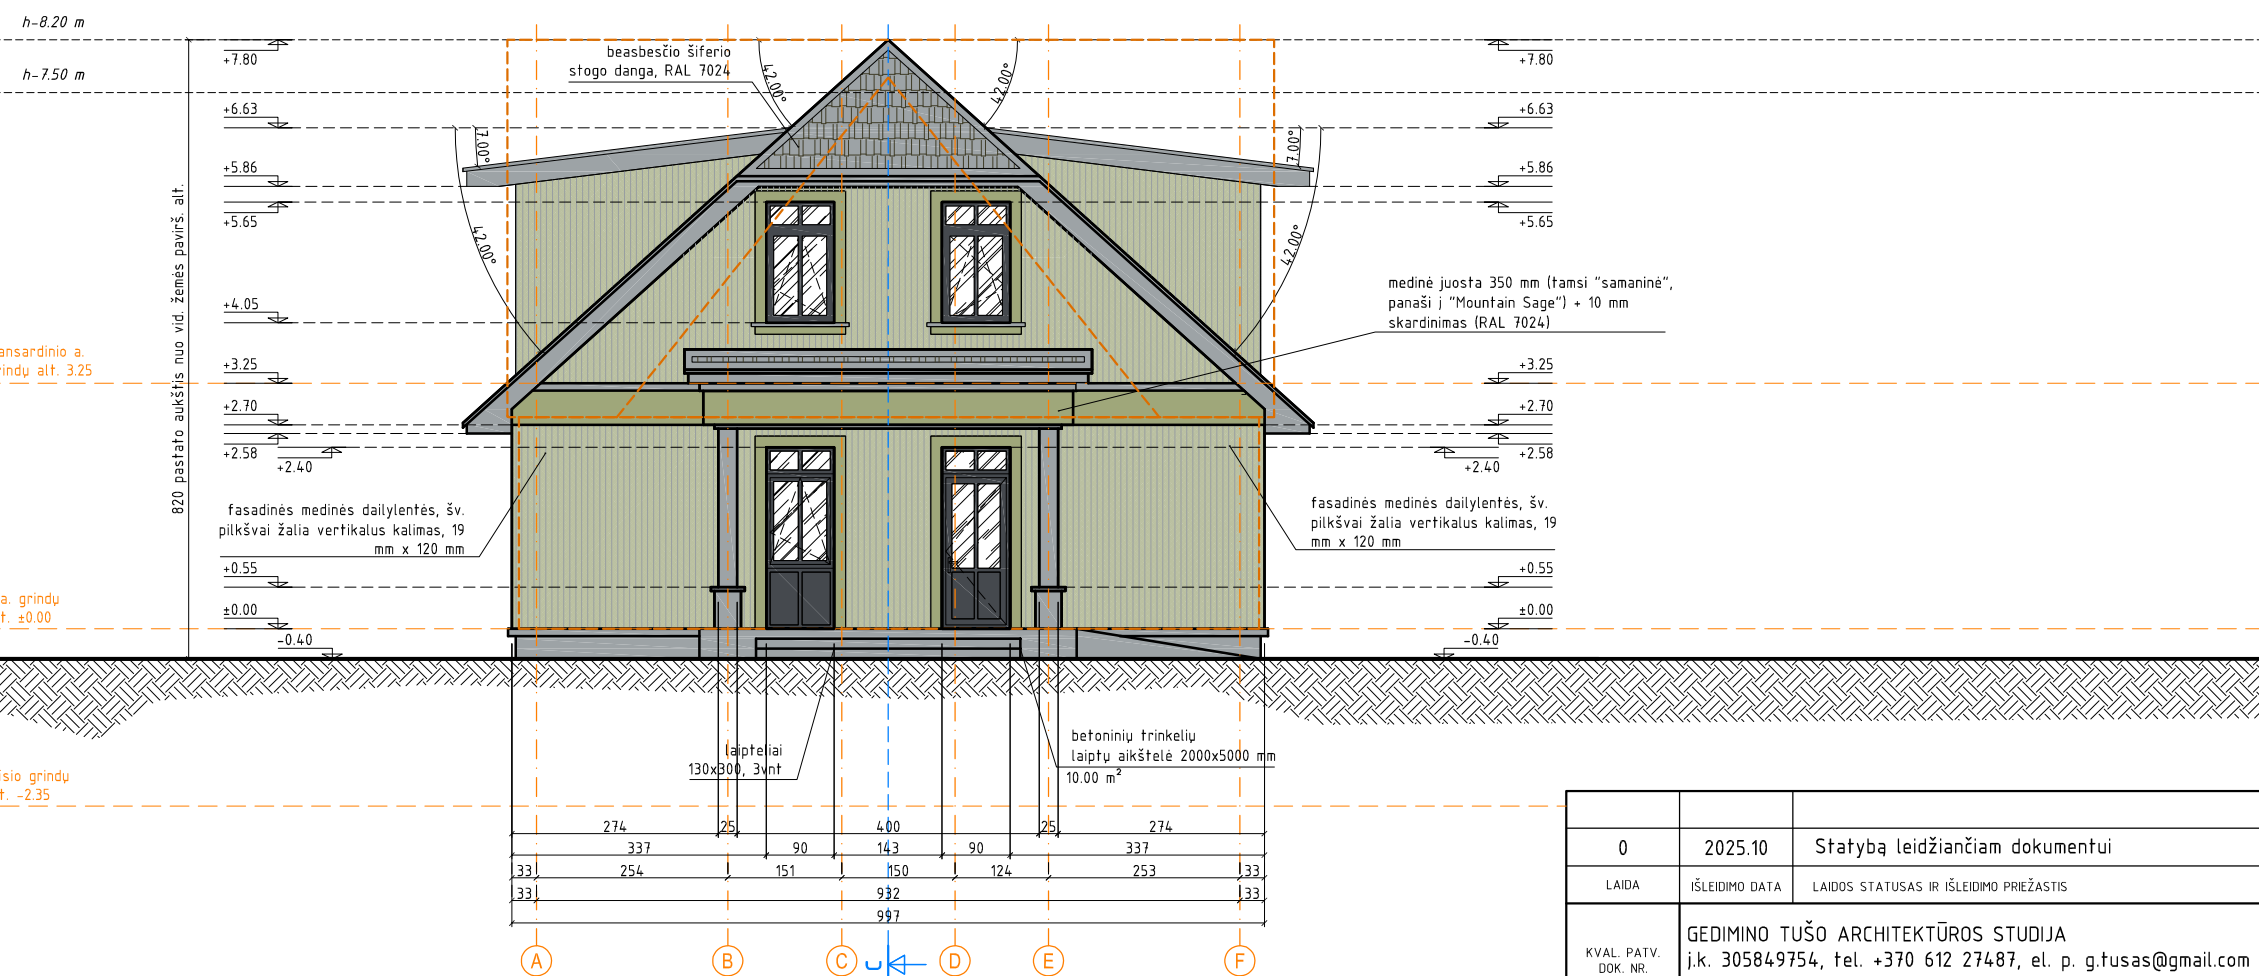 h-8.20 m
h-7.50 m
+7.80
+6.63
+5.86
+5.65
+4.05
+3.25
+2.70
+2.58
+2.40
+0.55
±0.00
-0.40
820 pastato aukštis nuo vid. žemės pavirš. alt.
ansardinio a.
rindų alt. 3.25
a. grindų
t. ±0.00
sio grindų
t. -2.35
beasbesčio šiferio
stogo danga, RAL 7024
42.00°
42.00°
7.00°
7.00°
42.00°
42.00°
fasadinės medinės dailylentės, šv.
pilkšvai žalia vertikalus kalimas, 19
mm x 120 mm
medinė juosta 350 mm (tamsi "samaninė",
panaši į "Mountain Sage") + 10 mm
skardinimas (RAL 7024)
fasadinės medinės dailylentės, šv.
pilkšvai žalia vertikalus kalimas, 19
mm x 120 mm
+7.80
+6.63
+5.86
+5.65
+3.25
+2.70
+2.58
+2.40
+0.55
±0.00
-0.40
laipteliai
130x300, 3vnt
betoninių trinkelių
laiptų aikštelė 2000x5000 mm
10.00 m²
274 25 400 25 274
337 90 143 90 337
33 254 151 150 124 253 33
33 932 33
997
A B C C D E F
0 2025.10 Statybą leidžiančiam dokumentui
LAIDA IŠLEIDIMO DATA LAIDOS STATUSAS IR IŠLEIDIMO PRIEŽASTIS
KVAL. PATV.
DOK. NR.
GEDIMINO TUŠO ARCHITEKTŪROS STUDIJA
j.k. 305849754, tel. +370 612 27487, el. p. g.tusas@gmail.com